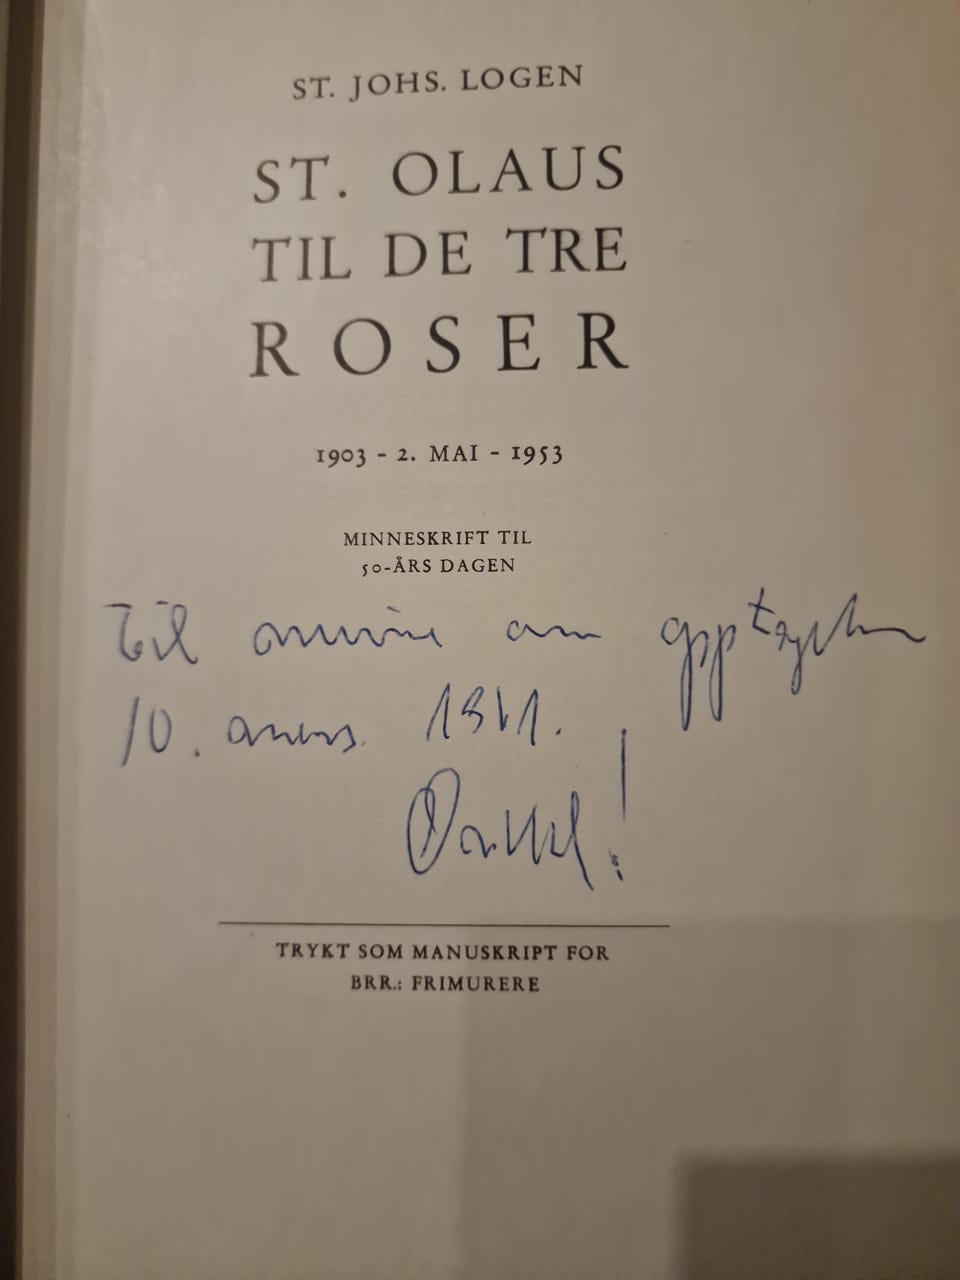 ST. JOHS. LOGEN
ST. OLAUS
TIL DE TRE
ROSER
1903 - 2. MAI - 1953
MINNESKRIFT TIL
50-ÅRS DAGEN
Til minne om
10. mars
TRYKT SOM MANUSKRIPT FOR
BRR.: FRIMURERE